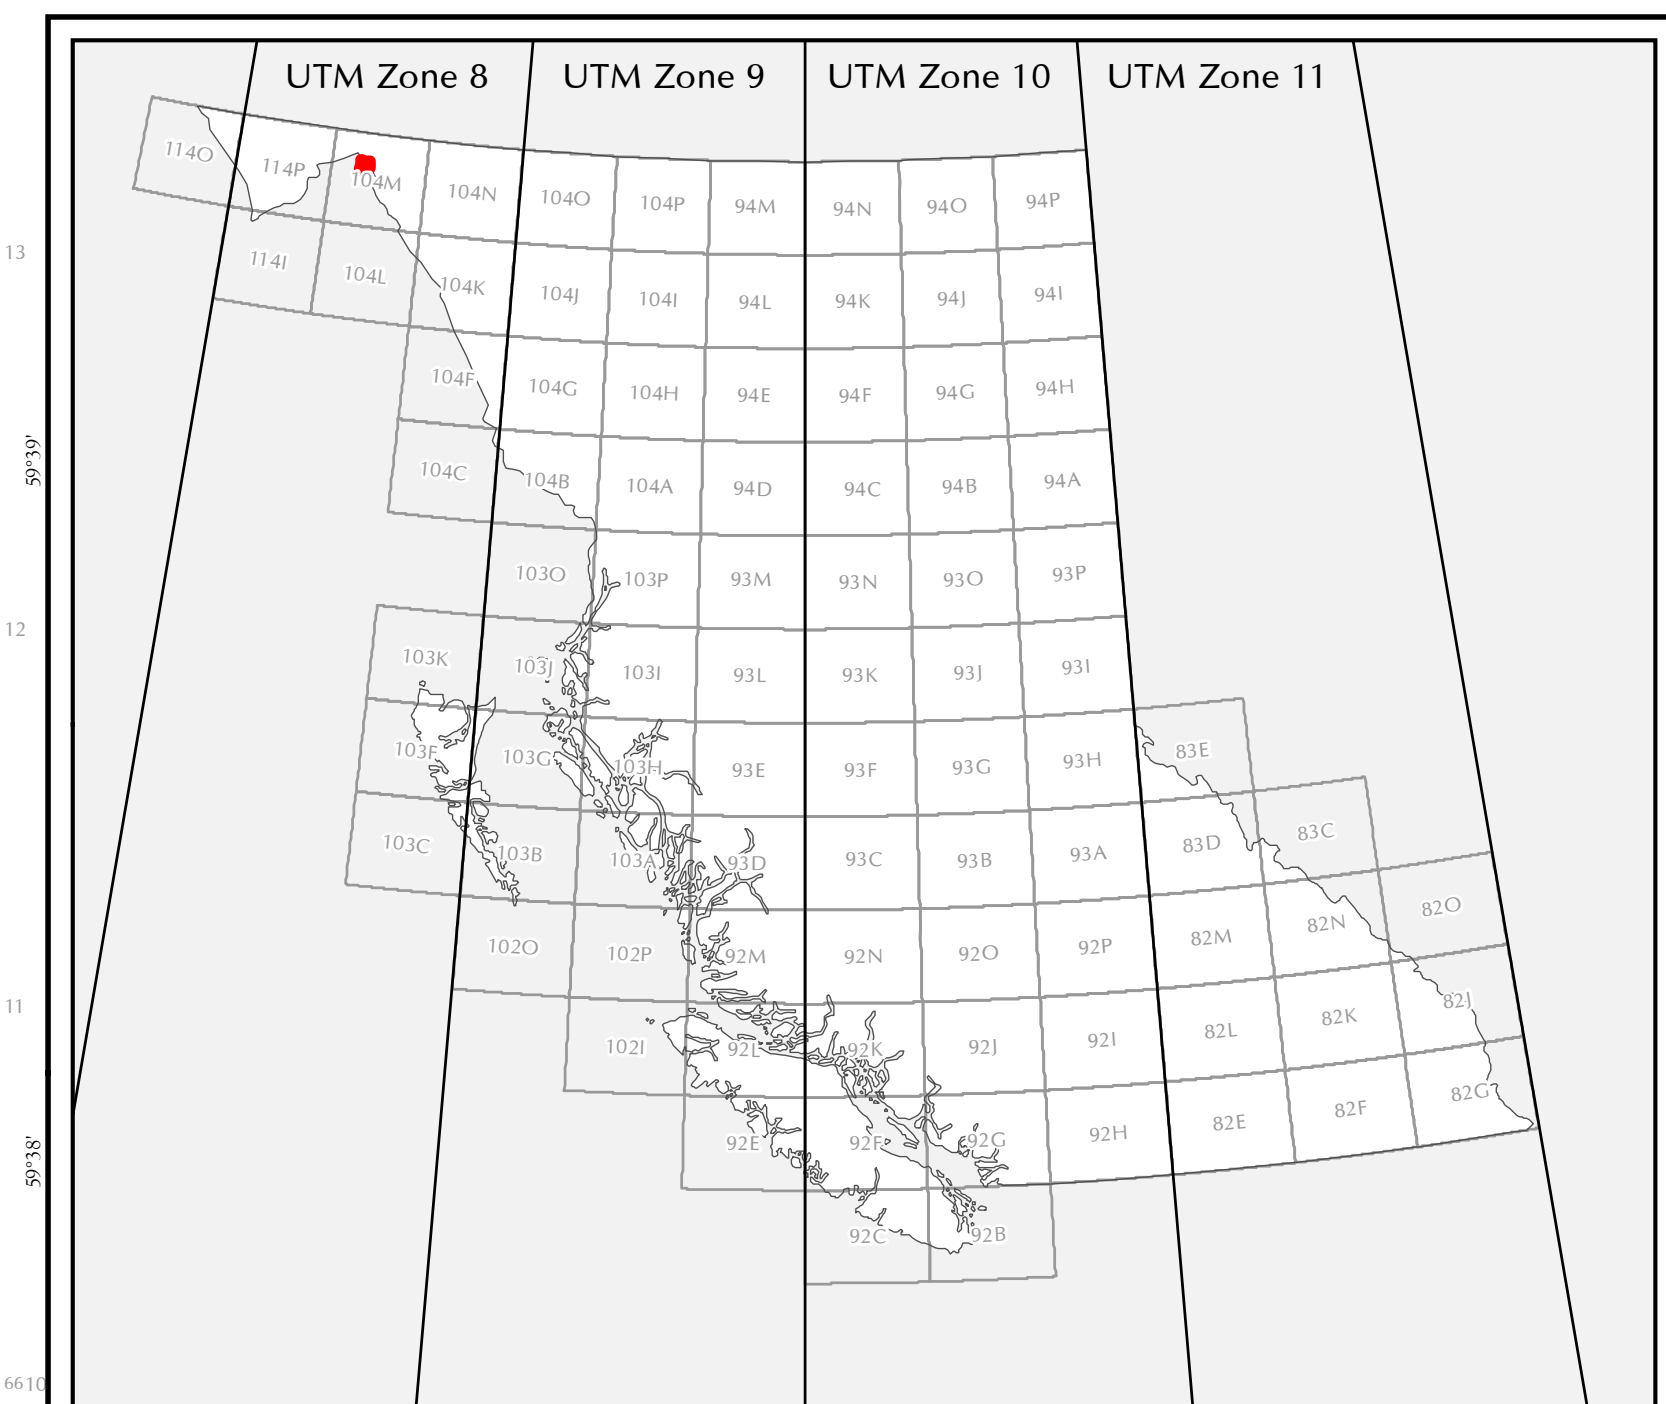 UTM Zone 8 UTM Zone 9 UTM Zone 10 UTM Zone 11
114O 114P 104M 104N 104O 104P 94M 94N 94O 94P
13
114I 104L 104K 104J 104I 94L 94K 94J 94I
104F 104G 104H 94E 94F 94G 94H
59°39'
104C 104B 104A 94D 94C 94B 94A
103O 103P 93M 93N 93O 93P
12
103K 103J 103I 93L 93K 93J 93I
103F 103G 103H 93E 93F 93G 93H 83E
103C 103B 103A 93D 93C 93B 93A 83D 83C
102O 102P 92M 92N 92O 92P 82M 82N 82O
11
102I 92L 92K 92J 92I 82L 82K 82J
59°38'
92E 92F 92G 92H 82E 82F 82G
92C 92B
6610